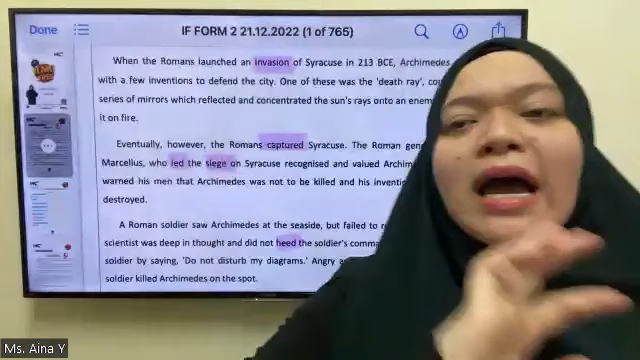 Done IF FORM 2 21.12.2022 (1 of 765)
When the Romans launched an invasion of Syracuse in 213 BCE, Archimedes
with a few inventions to defend the city. One of these was the 'death ray',
series of mirrors which reflected and concentrated the sun's rays onto an
it on fire.
Eventually, however, the Romans captured Syracuse. The Roman
Marcellius, who led the siege on Syracuse recognised and valued
warned his men that Archimedes was not to be killed and his
destroyed.
A Roman soldier saw Archimedes at the seaside, but failed to
scientist was deep in thought and did not heed the soldier's
soldier by saying, 'Do not disturb my diagrams.' Angry
soldier killed Archimedes on the spot.
Ms. Aina Y